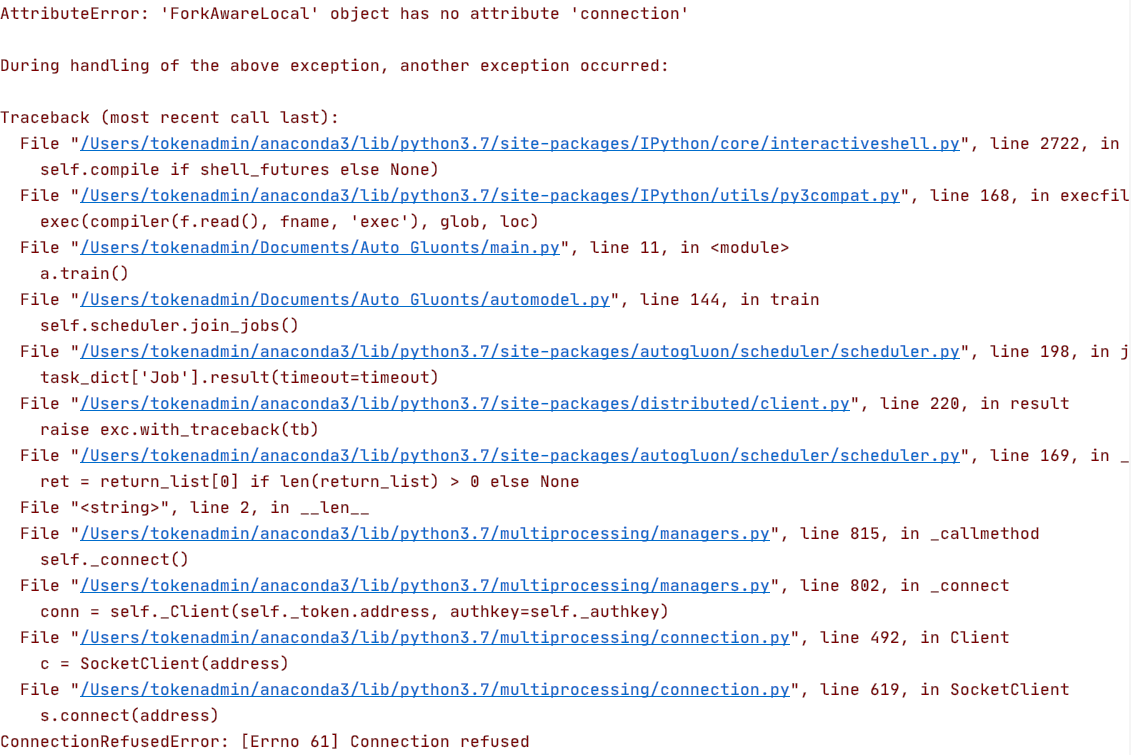 AttributeError: 'ForkAwareLocal' object has no attribute 'connection'
During handling of the above exception, another exception occurred:
Traceback (most recent call last):
File "/Users/tokenadmin/anaconda3/lib/python3.7/site-packages/IPython/core/interactiveshell.py", line 2722, in
self.compile if shell_futures else None)
File "/Users/tokenadmin/anaconda3/lib/python3.7/site-packages/IPython/utils/py3compat.py", line 168, in execfil
exec(compiler(f.read(), fname, 'exec'), glob, loc)
File "/Users/tokenadmin/Documents/Auto Gluonts/main.py", line 11, in <module>
a.train()
File "/Users/tokenadmin/Documents/Auto Gluonts/automodel.py", line 144, in train
self.scheduler.join_jobs()
File "/Users/tokenadmin/anaconda3/lib/python3.7/site-packages/autogluon/scheduler/scheduler.py", line 198, in j
task_dict['Job'].result(timeout=timeout)
File "/Users/tokenadmin/anaconda3/lib/python3.7/site-packages/distributed/client.py", line 220, in result
raise exc.with_traceback(tb)
File "/Users/tokenadmin/anaconda3/lib/python3.7/site-packages/autogluon/scheduler/scheduler.py", line 169, in _
ret = return_list[0] if len(return_list) > 0 else None
File "<string>", line 2, in __len__
File "/Users/tokenadmin/anaconda3/lib/python3.7/multiprocessing/managers.py", line 815, in _callmethod
self._connect()
File "/Users/tokenadmin/anaconda3/lib/python3.7/multiprocessing/managers.py", line 802, in _connect
conn = self._Client(self._token.address, authkey=self._authkey)
File "/Users/tokenadmin/anaconda3/lib/python3.7/multiprocessing/connection.py", line 492, in Client
c = SocketClient(address)
File "/Users/tokenadmin/anaconda3/lib/python3.7/multiprocessing/connection.py", line 619, in SocketClient
s.connect(address)
ConnectionRefusedError: [Errno 61] Connection refused